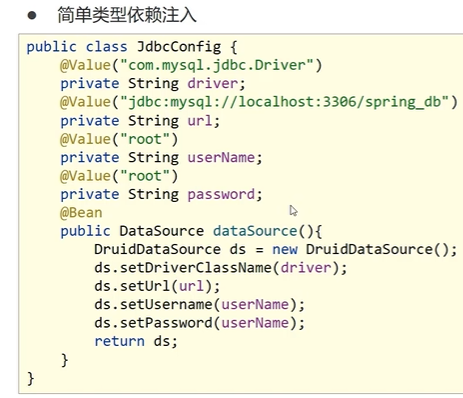 ● 简单类型依赖注入
public class JdbcConfig {
    @Value("com.mysql.jdbc.Driver")
    private String driver;
    @Value("jdbc:mysql://localhost:3306/spring_db")
    private String url;
    @Value("root")
    private String userName;
    @Value("root")
    private String password;
    @Bean
    public DataSource dataSource(){
        DruidDataSource ds = new DruidDataSource();
        ds.setDriverClassName(driver);
        ds.setUrl(url);
        ds.setUsername(userName);
        ds.setPassword(userName);
        return ds;
    }
}